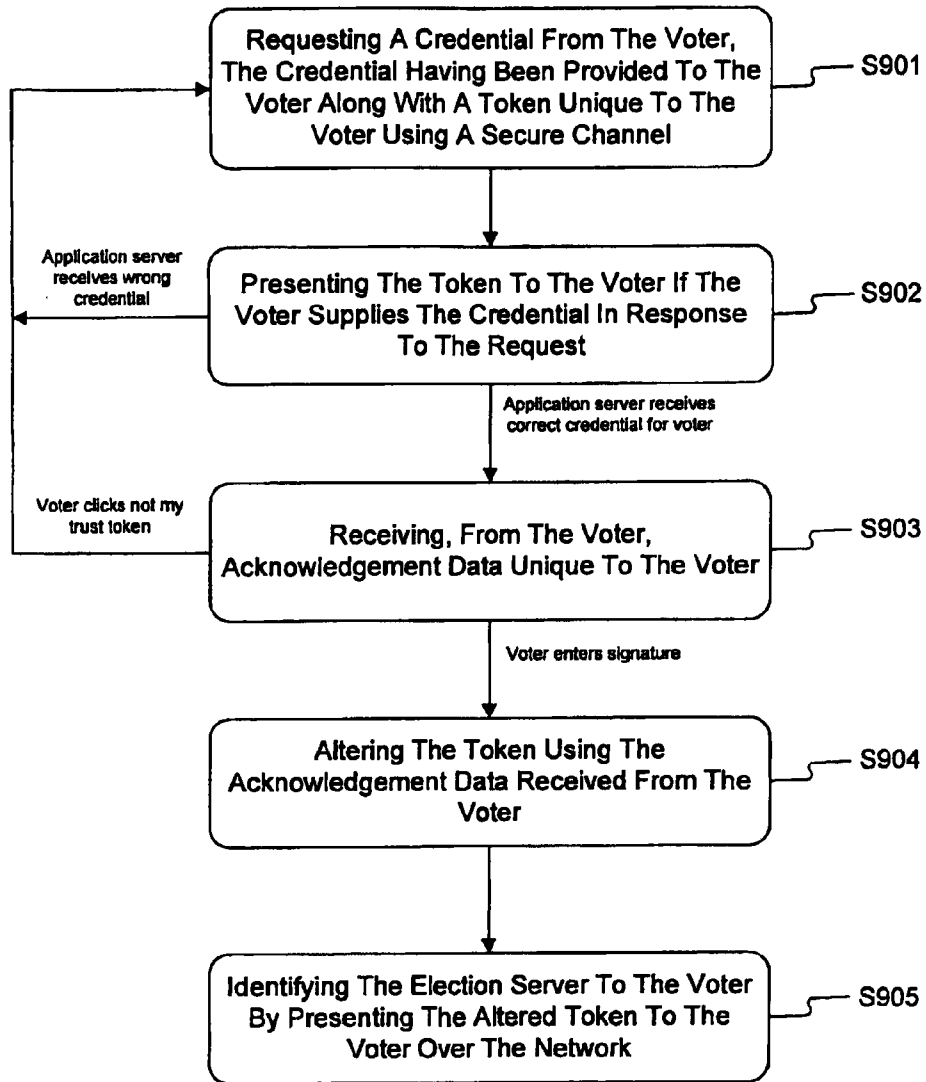 Requesting A Credential From The Voter,
The Credential Having Been Provided To The
Voter Along With A Token Unique To The
Voter Using A Secure Channel
S901
Application server
receives wrong
credential
Presenting The Token To The Voter If The
Voter Supplies The Credential In Response
To The Request
S902
Application server receives
correct credential for voter
Voter clicks not my
trust token
Receiving, From The Voter,
Acknowledgement Data Unique To The Voter
S903
Voter enters signature
Altering The Token Using The
Acknowledgement Data Received From The
Voter
S904
Identifying The Election Server To The Voter
By Presenting The Altered Token To The
Voter Over The Network
S905